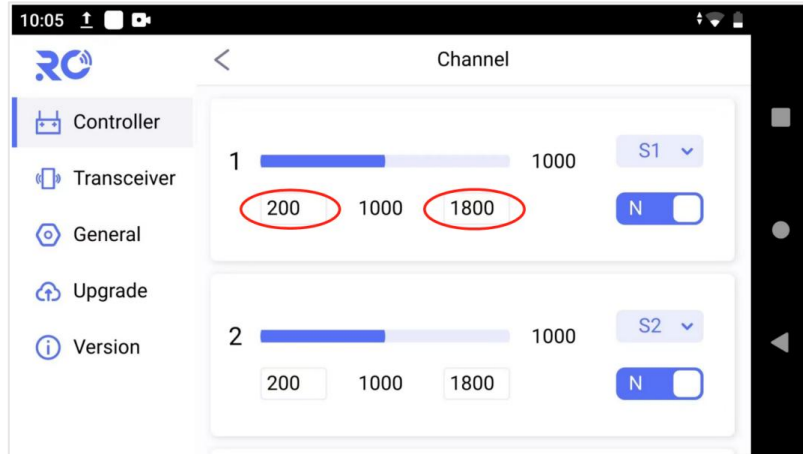 10:05
RC
Channel
Controller
Transceiver
General
Upgrade
Version
1
1000
S1
200
1000
1800
N
2
1000
S2
200
1000
1800
N